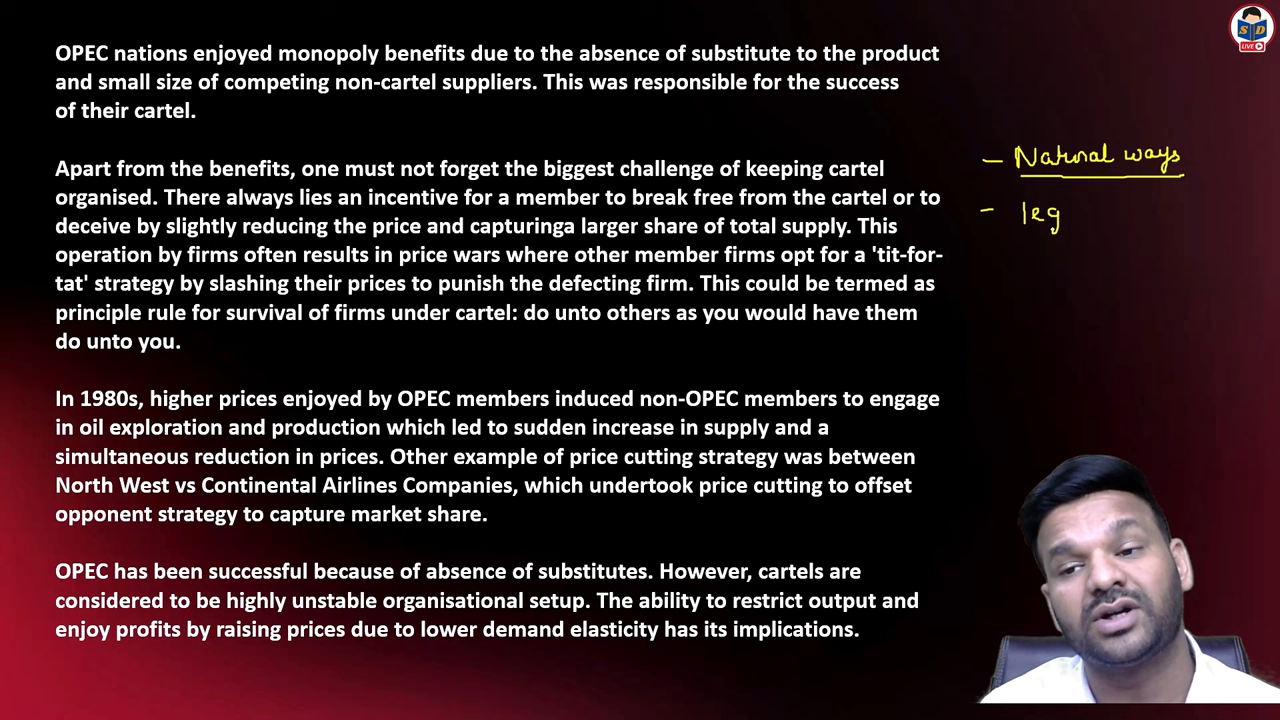 OPEC nations enjoyed monopoly benefits due to the absence of substitute to the product
and small size of competing non-cartel suppliers. This was responsible for the success
of their cartel.
Apart from the benefits, one must not forget the biggest challenge of keeping cartel
organised. There always lies an incentive for a member to break free from the cartel or to
deceive by slightly reducing the price and capturinga larger share of total supply. This
operation by firms often results in price wars where other member firms opt for a 'tit-for-
tat' strategy by slashing their prices to punish the defecting firm. This could be termed as
principle rule for survival of firms under cartel: do unto others as you would have them
do unto you.
In 1980s, higher prices enjoyed by OPEC members induced non-OPEC members to engage
in oil exploration and production which led to sudden increase in supply and a
simultaneous reduction in prices. Other example of price cutting strategy was between
North West vs Continental Airlines Companies, which undertook price cutting to offset
opponent strategy to capture market share.
OPEC has been successful because of absence of substitutes. However, cartels are
considered to be highly unstable organisational setup. The ability to restrict output and
enjoy profits by raising prices due to lower demand elasticity has its implications.
- Natural ways
- leg
S D
LIVE